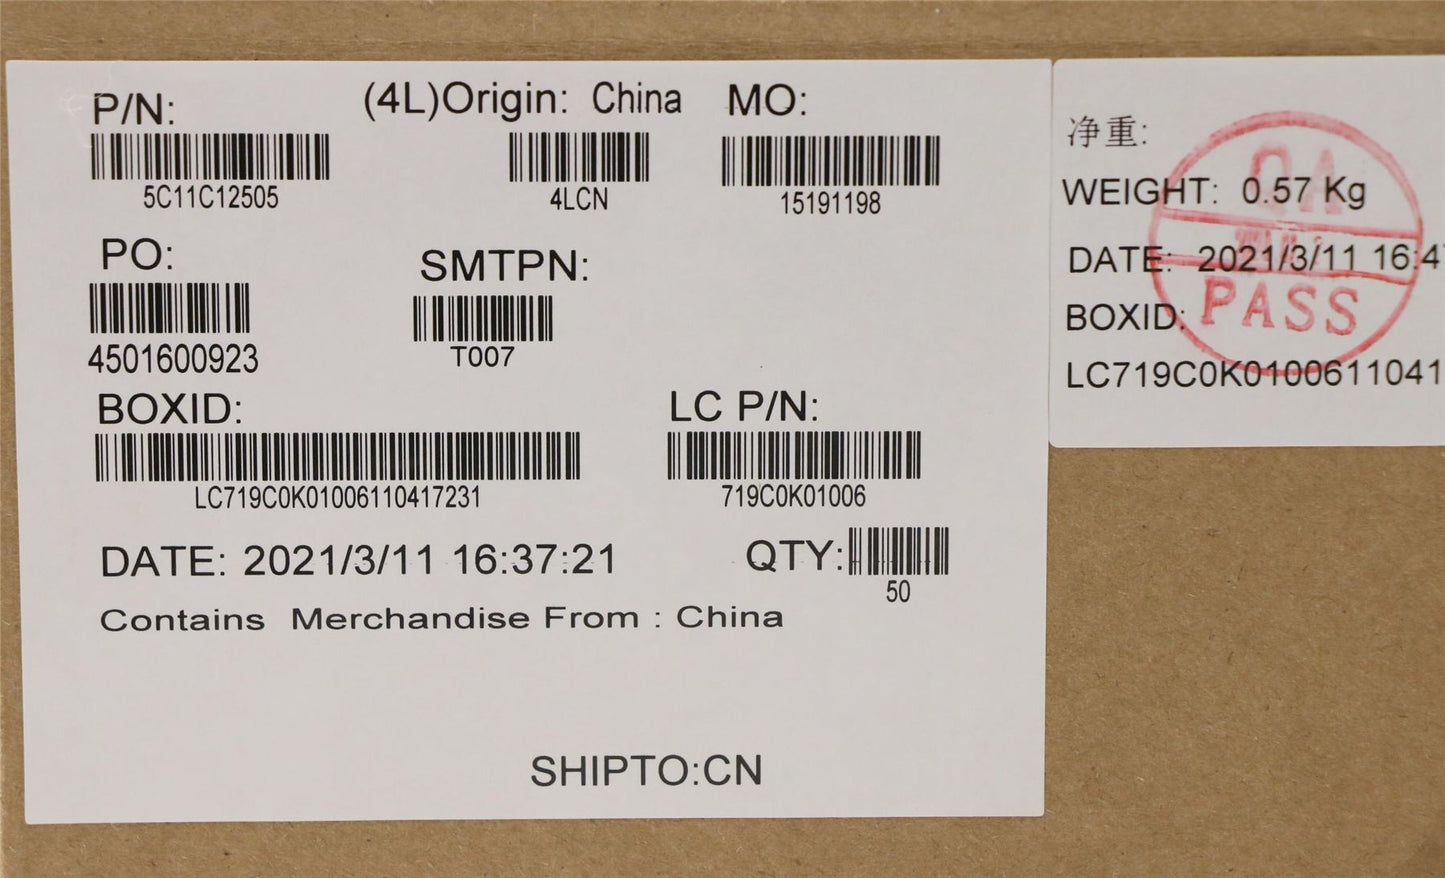 P/N: (4L)Origin: China MO:
5C11C12505 4LCN 15191198
PO: SMTPN:
4501600923 T007
BOXID: LC P/N:
LC719C0K01006110417231 719C0K01006
DATE: 2021/3/11 16:37:21 QTY:
50
Contains Merchandise From : China
SHIPTO:CN
净重:
WEIGHT: 0.57 Kg
DATE: 2021/3/11 16:4
BOXID:
LC719C0K0100611041
QA
PASS